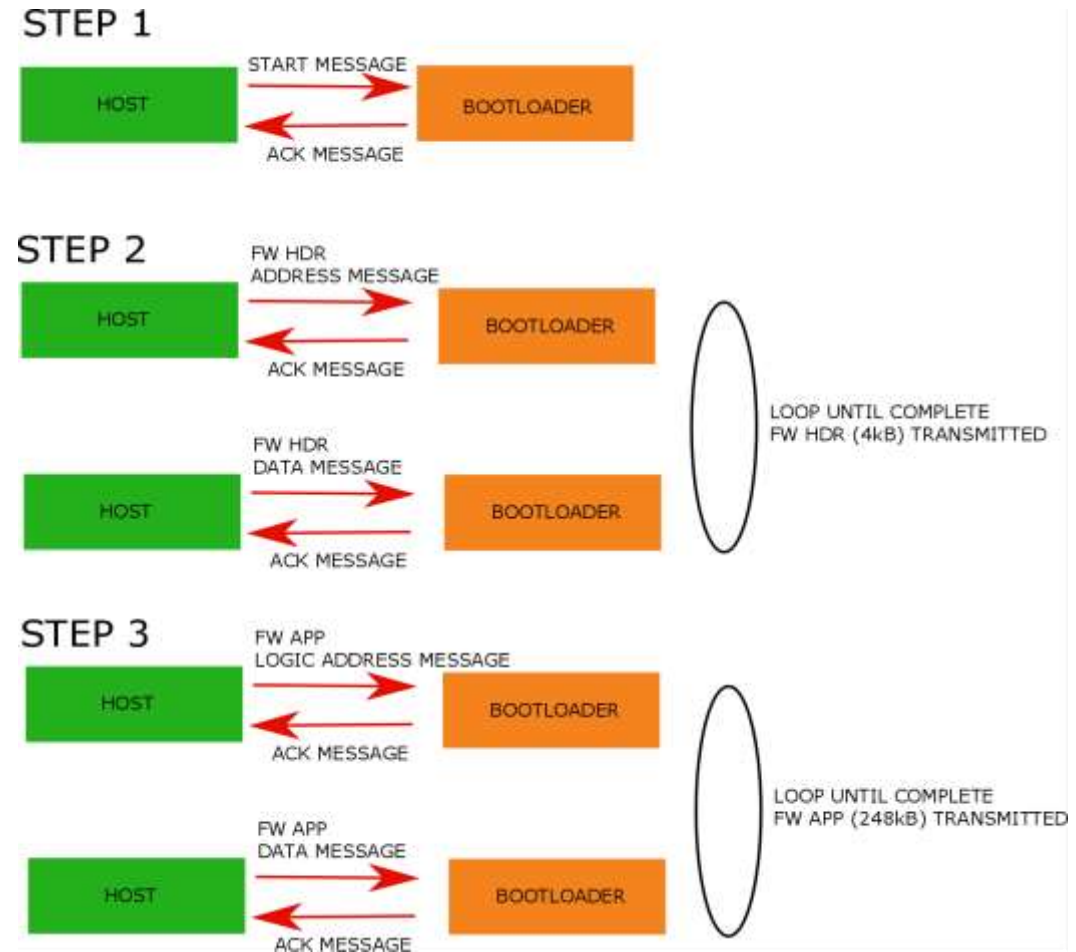 STEP 1
START MESSAGE
HOST
BOOTLOADER
ACK MESSAGE
STEP 2
FW HDR
ADDRESS MESSAGE
HOST
BOOTLOADER
ACK MESSAGE
LOOP UNTIL COMPLETE
FW HDR (4kB) TRANSMITTED
FW HDR
DATA MESSAGE
HOST
BOOTLOADER
ACK MESSAGE
STEP 3
FW APP
LOGIC ADDRESS MESSAGE
HOST
BOOTLOADER
ACK MESSAGE
LOOP UNTIL COMPLETE
FW APP (248kB) TRANSMITTED
FW APP
DATA MESSAGE
HOST
BOOTLOADER
ACK MESSAGE